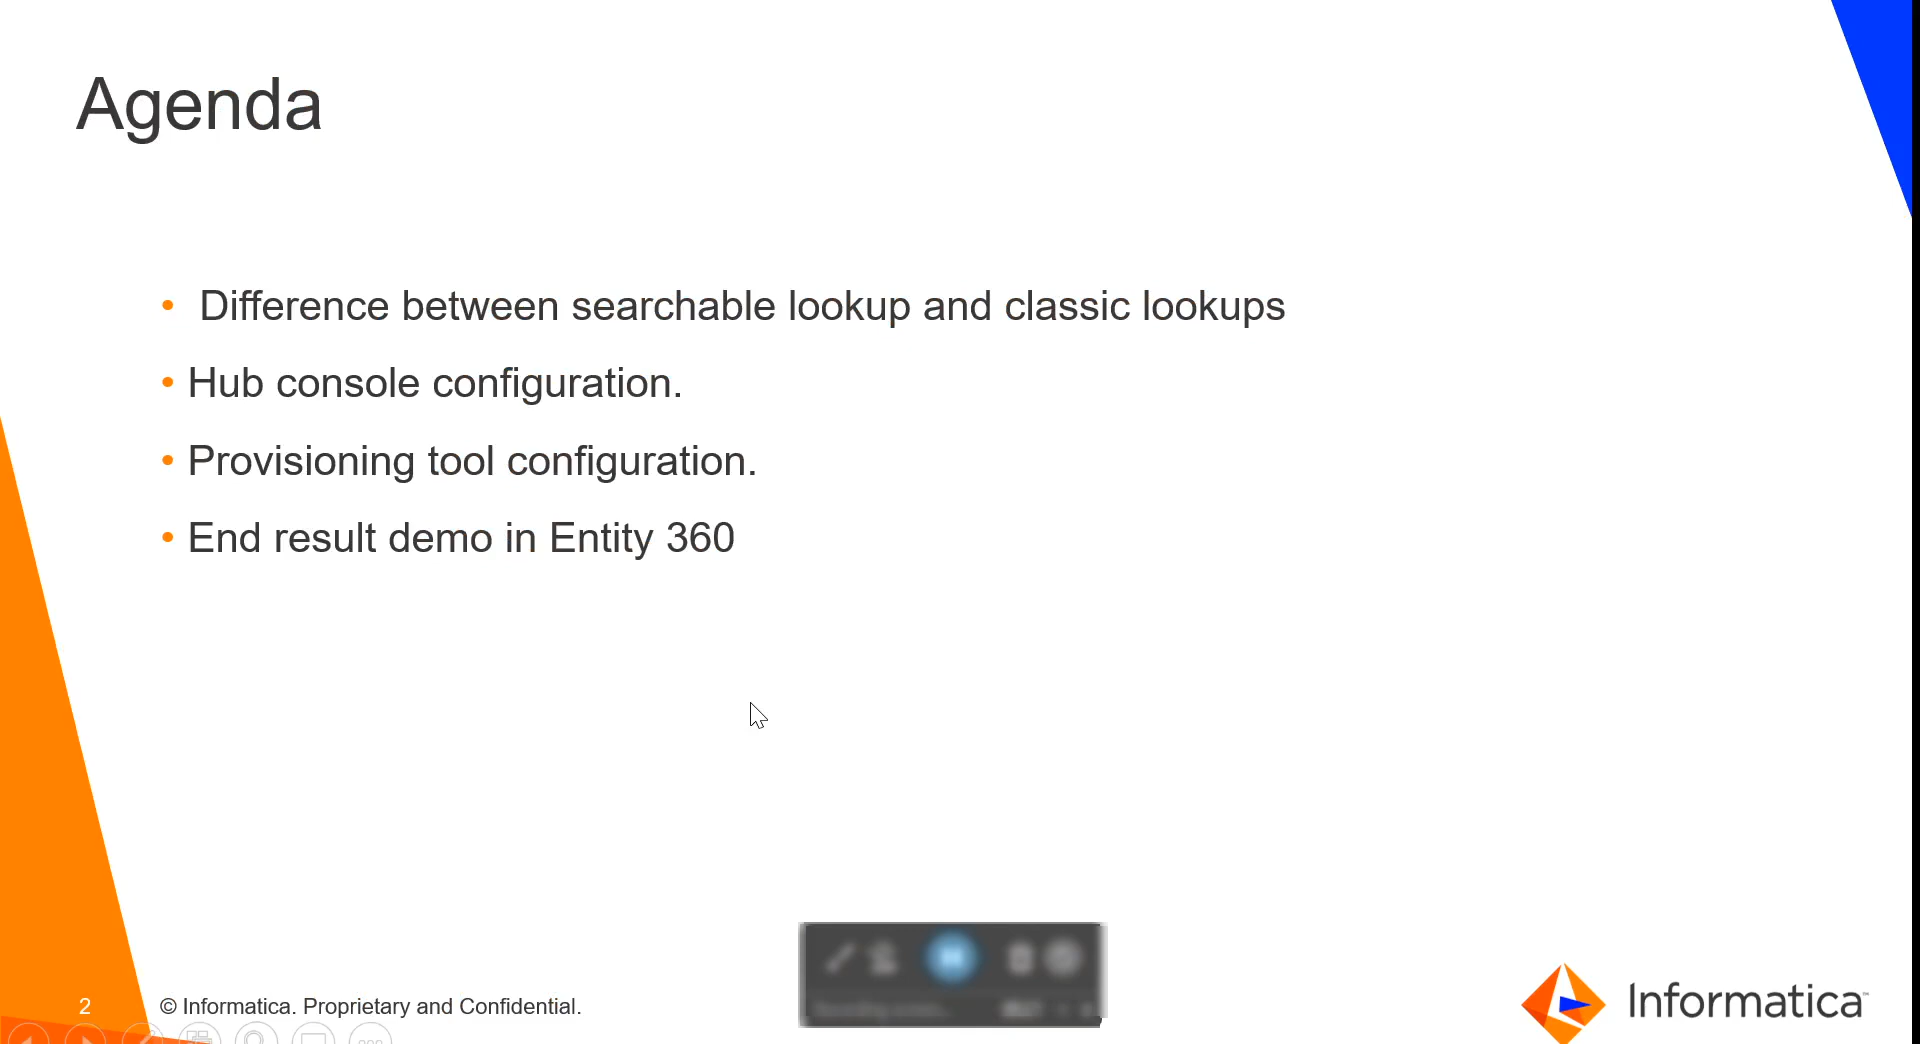 Agenda
• Difference between searchable lookup and classic lookups
• Hub console configuration.
• Provisioning tool configuration.
• End result demo in Entity 360
2
© Informatica. Proprietary and Confidential.
Informatica™